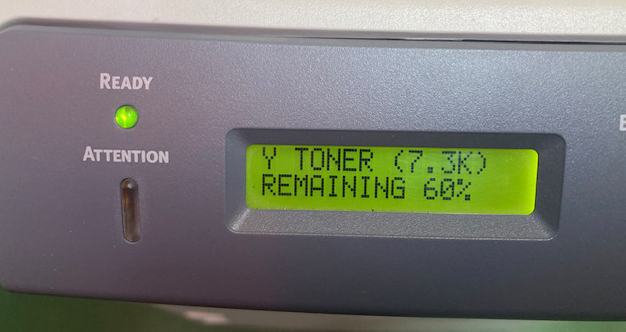 READY
ATTENTION
Y TONER (7.3K)
REMAINING 60%